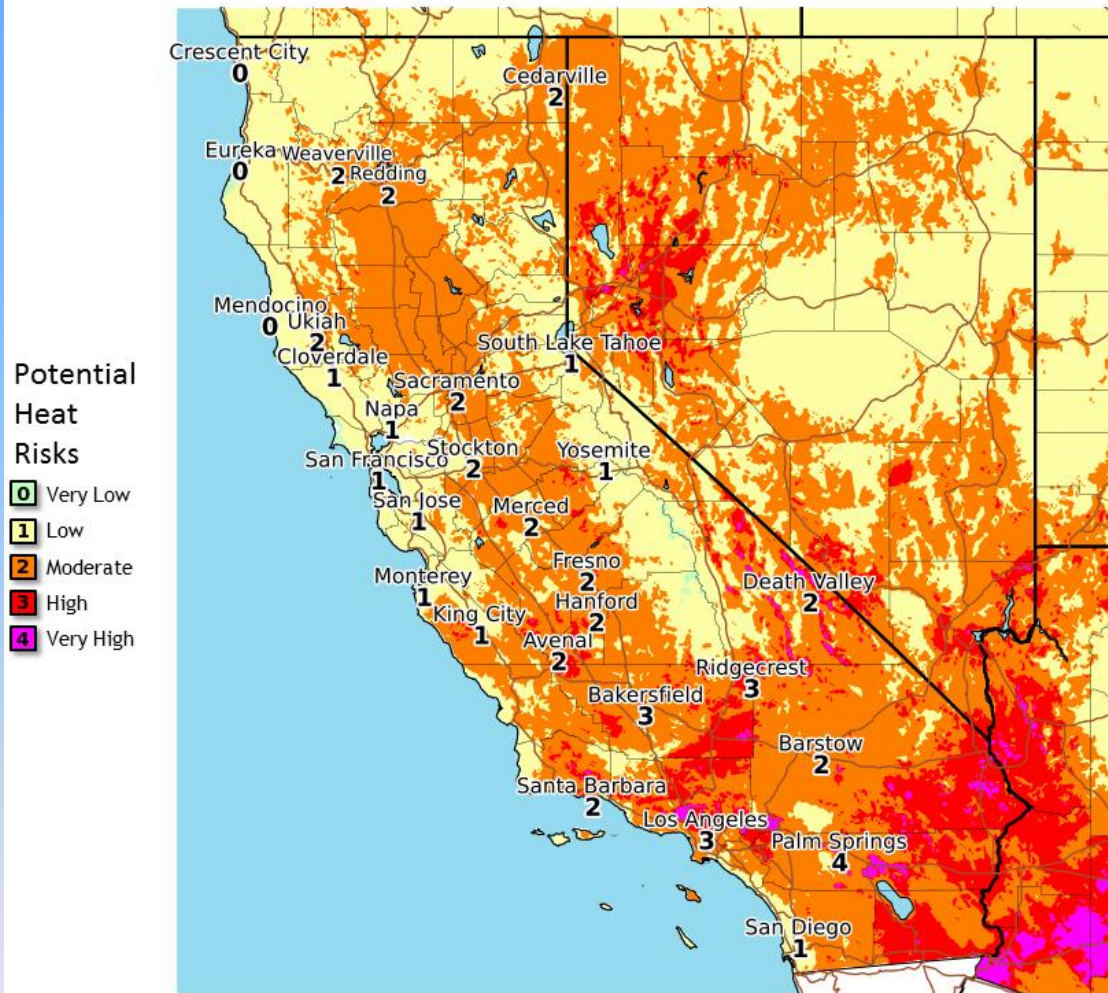 Crescent City
0
Cedarville
2
Eureka
0
Weaverville
2
Redding
2
Mendocino
0
Ukiah
2
Cloverdale
1
South Lake Tahoe
1
Sacramento
2
Napa
1
Stockton
2
Yosemite
1
San Francisco
1
San Jose
1
Merced
2
Fresno
2
Death Valley
2
Monterey
1
Hanford
2
King City
1
Avenal
2
Ridgecrest
3
Bakersfield
3
Barstow
2
Santa Barbara
2
Los Angeles
3
Palm Springs
4
San Diego
1
Potential
Heat
Risks
0 Very Low
1 Low
2 Moderate
3 High
4 Very High